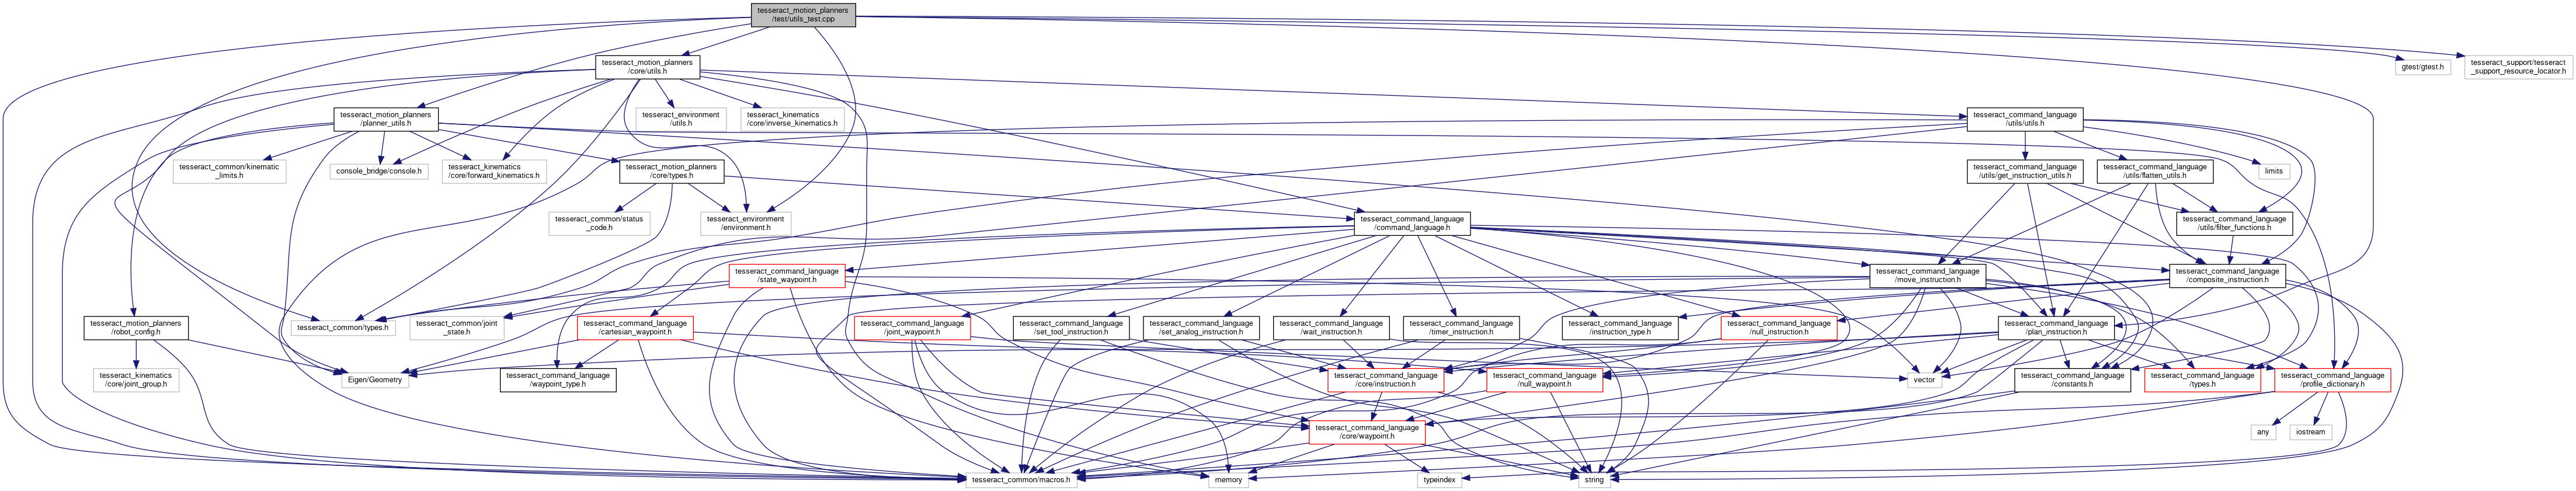 tesseract_motion_planners
/test/utils_test.cpp
tesseract_motion_planners
/core/utils.h
gtest/gtest.h
tesseract_support/tesseract
_support_resource_locator.h
tesseract_motion_planners
/planner_utils.h
tesseract_environment
/utils.h
tesseract_kinematics
/core/inverse_kinematics.h
tesseract_command_language
/utils/utils.h
tesseract_common/kinematic
_limits.h
console_bridge/console.h
tesseract_kinematics
/core/forward_kinematics.h
tesseract_motion_planners
/core/types.h
tesseract_command_language
/utils/get_instruction_utils.h
tesseract_command_language
/utils/flatten_utils.h
limits
tesseract_common/status
_code.h
tesseract_environment
/environment.h
tesseract_command_language
/command_language.h
tesseract_command_language
/utils/filter_functions.h
tesseract_command_language
/state_waypoint.h
tesseract_command_language
/move_instruction.h
tesseract_command_language
/composite_instruction.h
tesseract_motion_planners
/robot_config.h
tesseract_common/types.h
tesseract_common/joint
_state.h
tesseract_command_language
/cartesian_waypoint.h
tesseract_command_language
/joint_waypoint.h
tesseract_command_language
/set_tool_instruction.h
tesseract_command_language
/set_analog_instruction.h
tesseract_command_language
/wait_instruction.h
tesseract_command_language
/timer_instruction.h
tesseract_command_language
/instruction_type.h
tesseract_command_language
/null_instruction.h
tesseract_command_language
/plan_instruction.h
tesseract_kinematics
/core/joint_group.h
Eigen/Geometry
tesseract_command_language
/waypoint_type.h
tesseract_command_language
/core/instruction.h
tesseract_command_language
/null_waypoint.h
vector
tesseract_command_language
/constants.h
tesseract_command_language
/types.h
tesseract_command_language
/profile_dictionary.h
tesseract_command_language
/core/waypoint.h
any
iostream
tesseract_common/macros.h
memory
typeindex
string